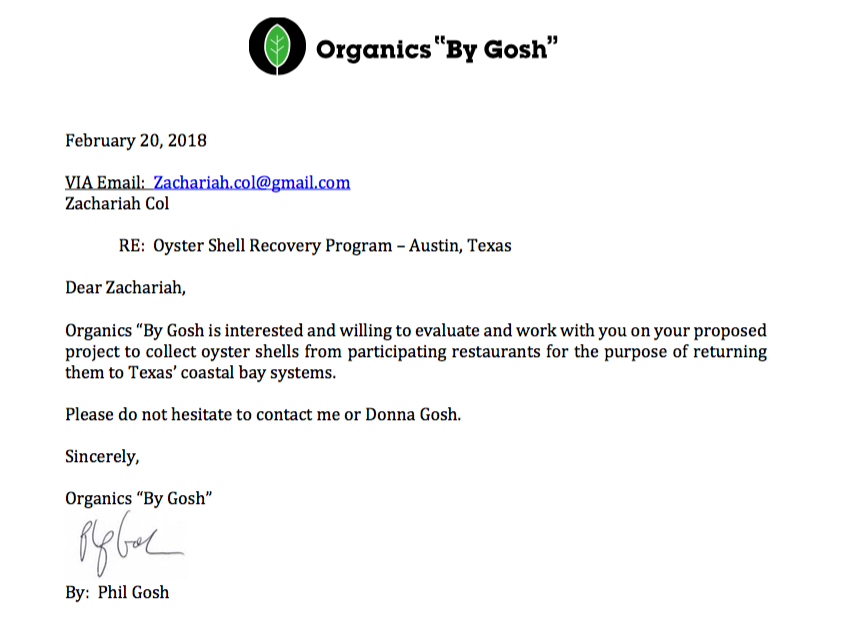 Organics "By Gosh"
February 20, 2018
VIA Email:  Zachariah.col@gmail.com
Zachariah Col
RE:  Oyster Shell Recovery Program – Austin, Texas
Dear Zachariah,
Organics “By Gosh is interested and willing to evaluate and work with you on your proposed
project to collect oyster shells from participating restaurants for the purpose of returning
them to Texas’ coastal bay systems.
Please do not hesitate to contact me or Donna Gosh.
Sincerely,
Organics “By Gosh”
By:  Phil Gosh